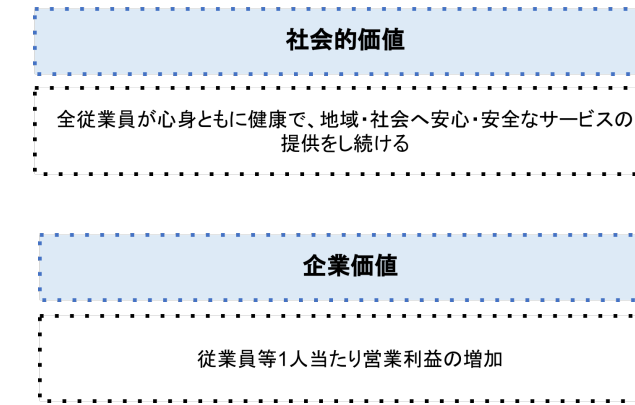 社会的価値
全従業員が心身ともに健康で、地域・社会へ安心・安全なサービスの
提供をし続ける
企業価値
従業員等1人当たり営業利益の増加